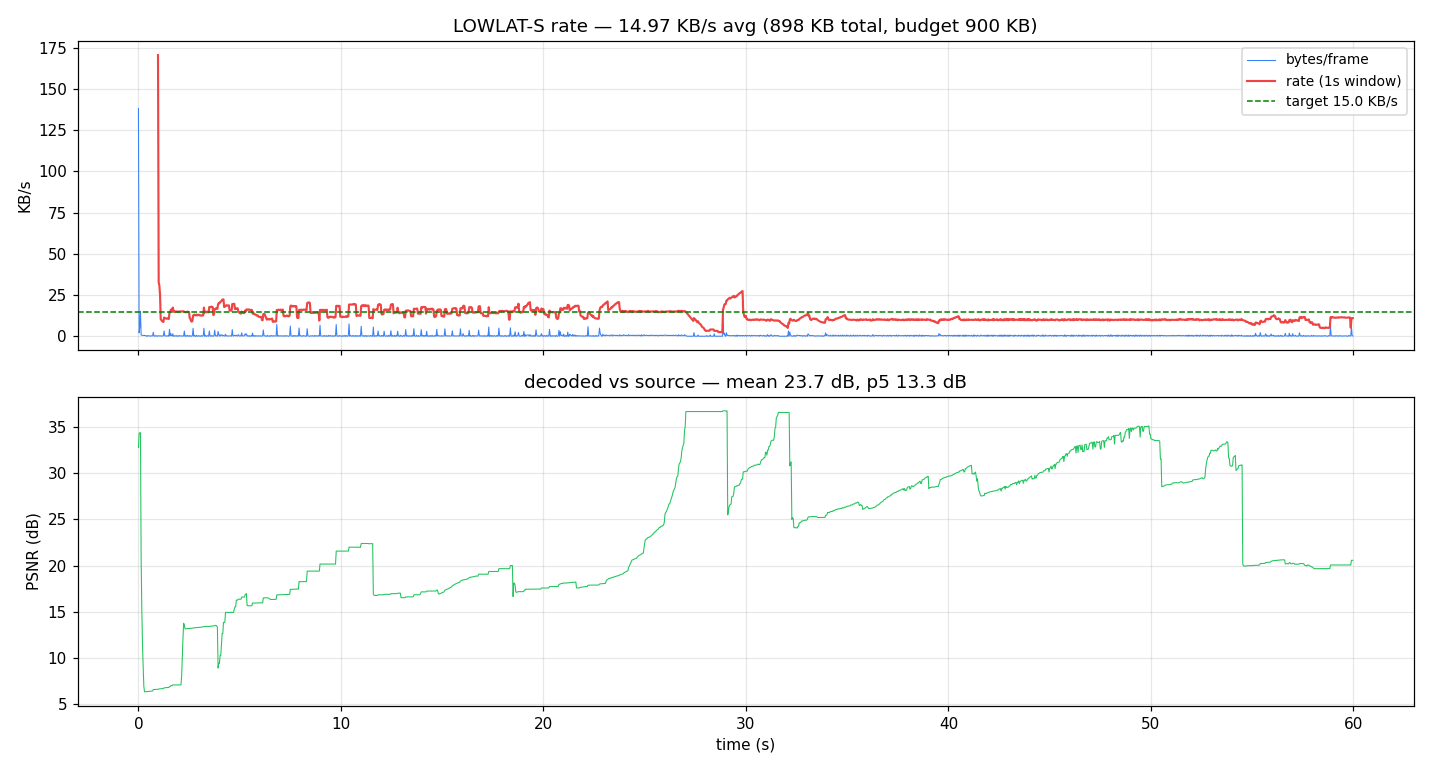 LOWLAT-S rate — 14.97 KB/s avg (898 KB total, budget 900 KB)
175
150
125
100
75
50
25
0
KB/s
bytes/frame
rate (1s window)
target 15.0 KB/s
decoded vs source — mean 23.7 dB, p5 13.3 dB
35
30
25
20
15
10
5
PSNR (dB)
0 10 20 30 40 50 60
time (s)